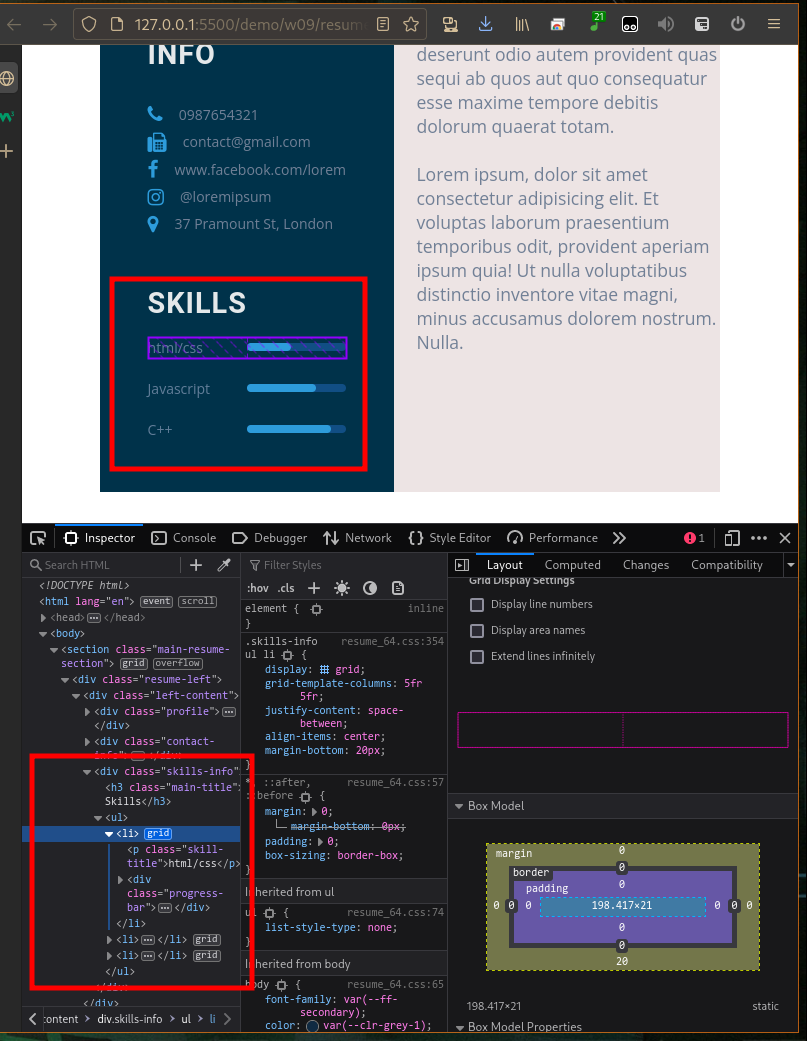 127.0.0.1:5500/demo/w09/resum
21
INFO
0987654321
contact@gmail.com
www.facebook.com/lorem
@loremipsum
37 Pramount St, London
SKILLS
html/css
Javascript
C++
deserunt odio autem provident quas
sequi ab quos aut quo consequatur
esse maxime tempore debitis
dolorum quaerat totam.
Lorem ipsum, dolor sit amet
consectetur adipisicing elit. Et
voluptas laborum praesentium
temporibus odit, provident aperiam
ipsum quia! Ut nulla voluptatibus
distinctio inventore vitae magni,
minus accusamus dolorem nostrum.
Nulla.
Inspector Console Debugger Network Style Editor Performance 1
Search HTML
<!DOCTYPE html>
<html lang="en"> event scroll
<head> </head>
<body>
<section class="main-resume-
section"> grid overflow
<div class="resume-left">
<div class="left-content">
<div class="profile">
</div>
<div class="contact-
<div class="skills-info"
<h3 class="main-title"
Skills</h3>
<ul>
<li> grid
<p class="skill-
title">html/css</p>
<div
class="progress-
bar"> </div>
</li>
<li> </li> grid
<li> </li> grid
</ul>
</div>
</div>
content > div.skills-info > ul > li
Filter Styles
:hov .cls
element { inline
}
.skills-info resume_64.css:354
ul li {
display: grid;
grid-template-columns: 5fr
5fr;
justify-content: space-
between;
align-items: center;
margin-bottom: 20px;
}
*, ::after, resume_64.css:57
::before {
margin: 0;
margin-bottom: 0px;
padding: 0;
box-sizing: border-box;
}
Inherited from ul
ul { resume_64.css:74
list-style-type: none;
}
Inherited from body
body { resume_64.css:65
font-family: var(--ff-
secondary);
color: var(--clr-grey-1);
Layout Computed Changes Compatibility
Grid Display Settings
Display line numbers
Display area names
Extend lines infinitely
Box Model
margin 0
border 0
padding 0
0 0 0 198.417×21 0 0 0
0
0
20
198.417×21 static
Box Model Properties